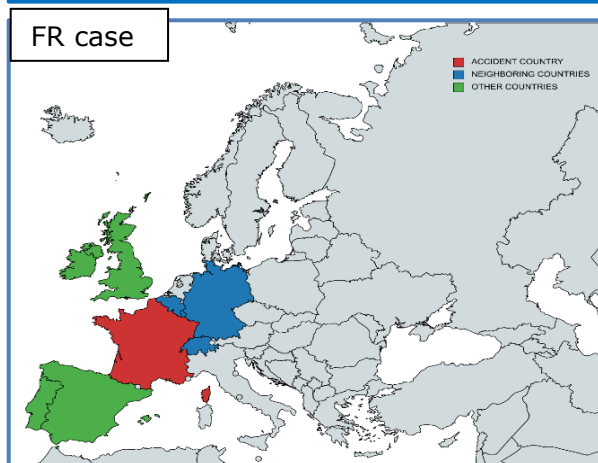 FR case
ACCIDENT COUNTRY
NEIGHBORING COUNTRIES
OTHER COUNTRIES